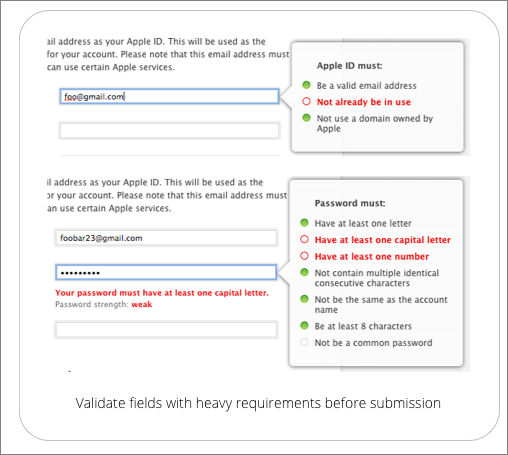 ail address as your Apple ID. This will be used as the
for your account. Please note that this email address must
can use certain Apple services.
foo@gmail.com
Apple ID must:
Be a valid email address
Not already be in use
Not use a domain owned by
Apple
il address as your Apple ID. This will be used as the
or your account. Please note that this email address must
an use certain Apple services.
foobar23@gmail.com
•••••••••
Your password must have at least one capital letter.
Password strength: weak
Password must:
Have at least one letter
Have at least one capital letter
Have at least one number
Not contain multiple identical
consecutive characters
Not be the same as the account
name
Be at least 8 characters
Not be a common password
Validate fields with heavy requirements before submission